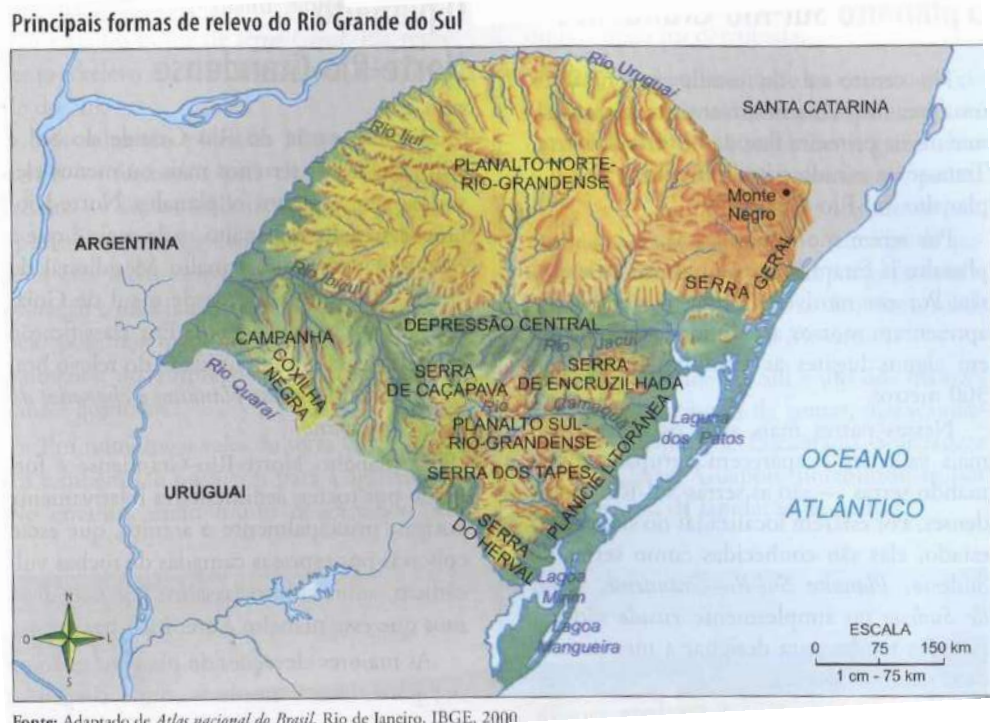 Principais formas de relevo do Rio Grande do Sul
Rio Uruguai
SANTA CATARINA
Rio Ijuí
PLANALTO NORTE-
RIO-GRANDENSE
Monte
Negro
ARGENTINA
SERRA GERAL
Rio Ibicuí
DEPRESSÃO CENTRAL
CAMPANHA
Rio Jacuí
COXILHA
NEGRA
SERRA
DE CAÇAPAVA
SERRA
DE ENCRUZILHADA
Rio Quaraí
Rio Camaquã
Laguna
dos Patos
PLANALTO SUL-
RIO-GRANDENSE
PLANÍCIE LITORÂNEA
OCEANO
ATLÂNTICO
SERRA DOS TAPES
URUGUAI
SERRA
DO HERVAL
Lagoa
Mirim
Lagoa
Mangueira
N
O
L
S
ESCALA
0 75 150 km
1 cm - 75 km
Fonte: Adaptado de Atlas nacional do Brasil. Rio de Janeiro, IBGE, 2000